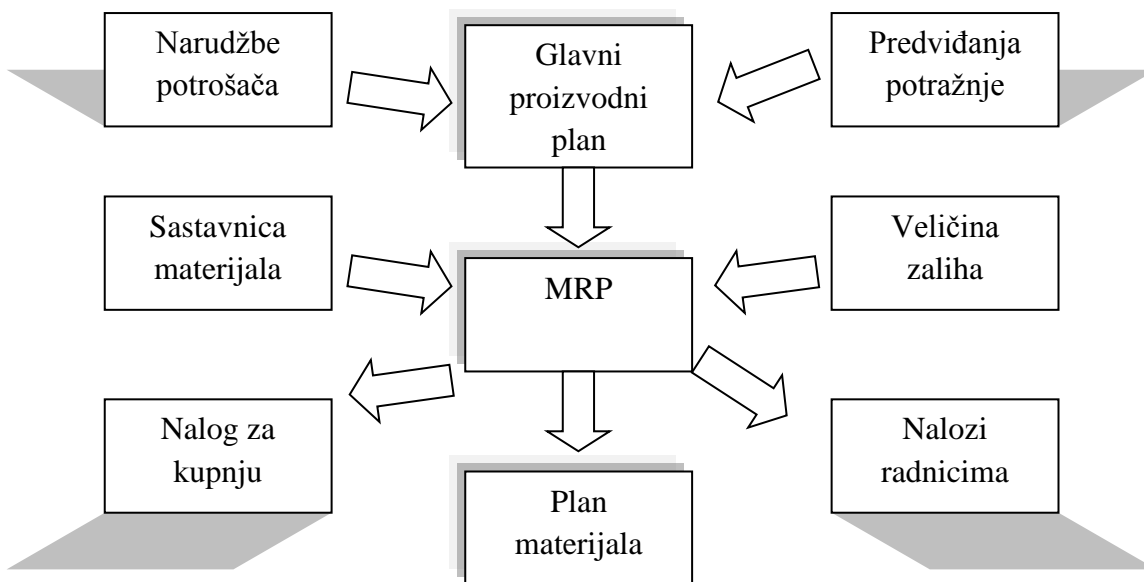 Narudžbe
potrošača
Glavni
proizvodni
plan
Predviđanja
potražnje
Sastavnica
materijala
MRP
Veličina
zaliha
Nalog za
kupnju
Plan
materijala
Nalozi
radnicima